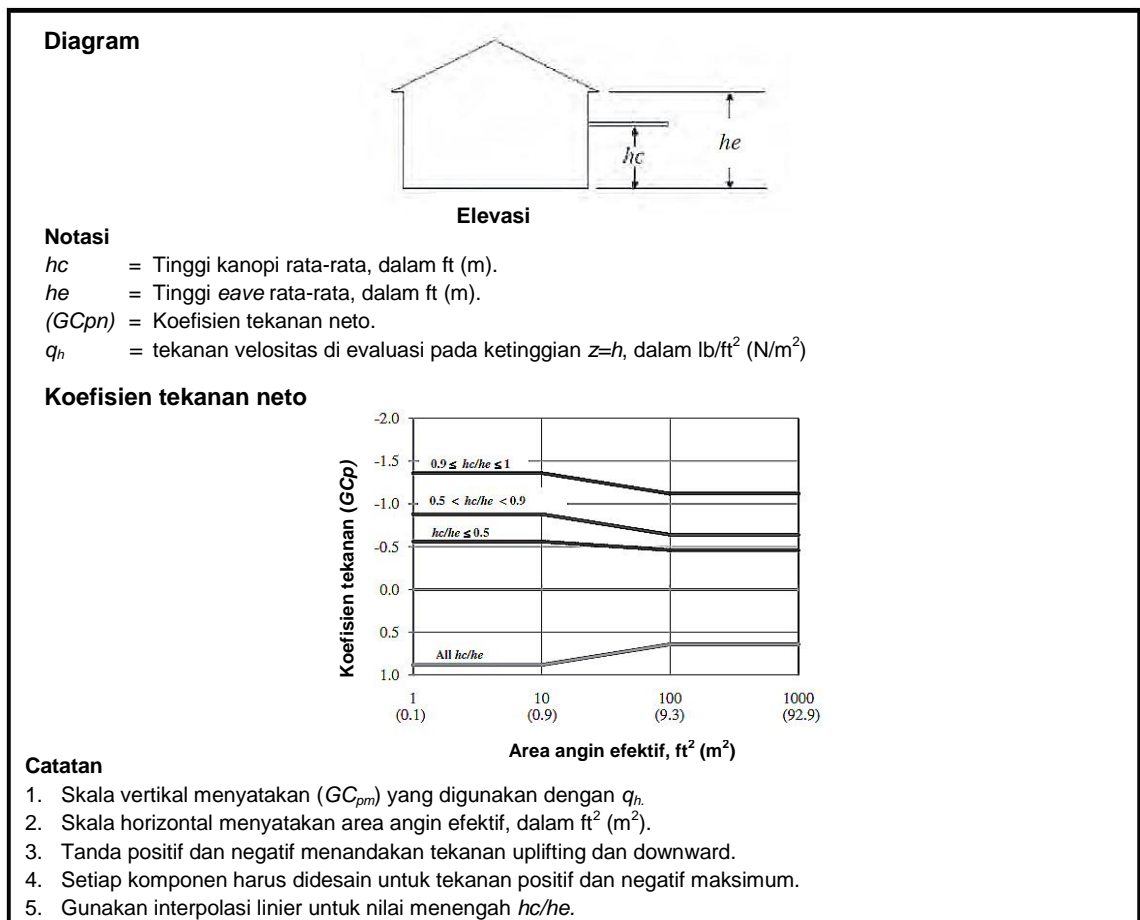 Diagram
he
hc
Elevasi
Notasi
hc = Tinggi kanopi rata-rata, dalam ft (m).
he = Tinggi eave rata-rata, dalam ft (m).
(GCpn) = Koefisien tekanan neto.
qh = tekanan velositas di evaluasi pada ketinggian z=h, dalam lb/ft² (N/m²)
Koefisien tekanan neto
Koefisien tekanan (GCp)
-2.0
-1.5
-1.0
-0.5
0.0
0.5
1.0
0.9 ≤ hc/he ≤ 1
0.5 < hc/he < 0.9
hc/he ≤ 0.5
All hc/he
1 10 100 1000
(0.1) (0.9) (9.3) (92.9)
Area angin efektif, ft² (m²)
Catatan
1. Skala vertikal menyatakan (GCpm) yang digunakan dengan qh.
2. Skala horizontal menyatakan area angin efektif, dalam ft² (m²).
3. Tanda positif dan negatif menandakan tekanan uplifting dan downward.
4. Setiap komponen harus didesain untuk tekanan positif dan negatif maksimum.
5. Gunakan interpolasi linier untuk nilai menengah hc/he.